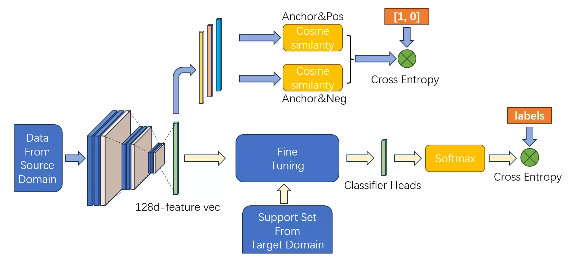 Anchor&Pos
[1, 0]
Cosine
similarity
Cosine
similarity
Cross Entropy
Anchor&Neg
labels
Data
From
Source
Domain
Fine
Tuning
Softmax
Classifier Heads
Cross Entropy
128d-feature vec
Support Set
From
Target Domain